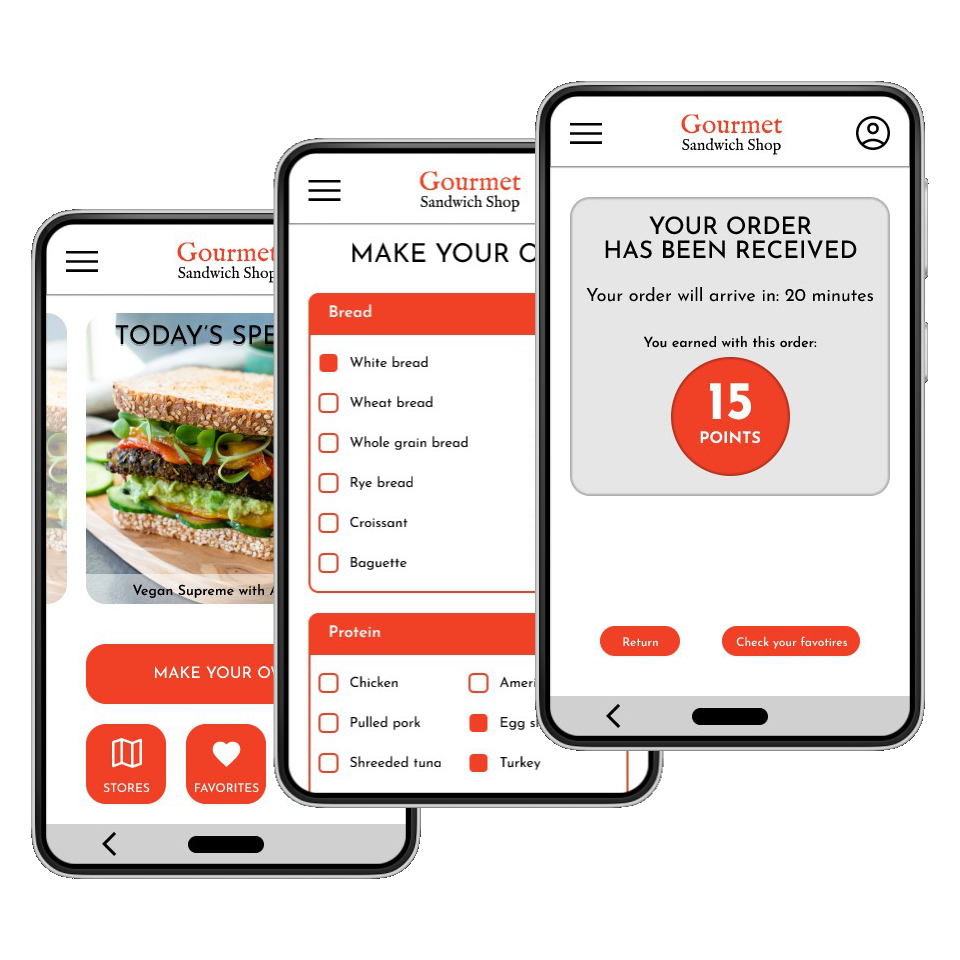 Gourmet
Sandwich Shop
TODAY'S
Vegan Supreme with
MAKE YOUR
STORES
FAVORITES
Gourmet
Sandwich Shop
MAKE YOUR
Bread
White bread
Wheat bread
Whole grain bread
Rye bread
Croissant
Baguette
Protein
Chicken
Pulled pork
Egg
Shreeded tuna
Turkey
Gourmet
Sandwich Shop
YOUR ORDER
HAS BEEN RECEIVED
Your order will arrive in: 20 minutes
You earned with this order:
15
POINTS
Return
Check your favotires